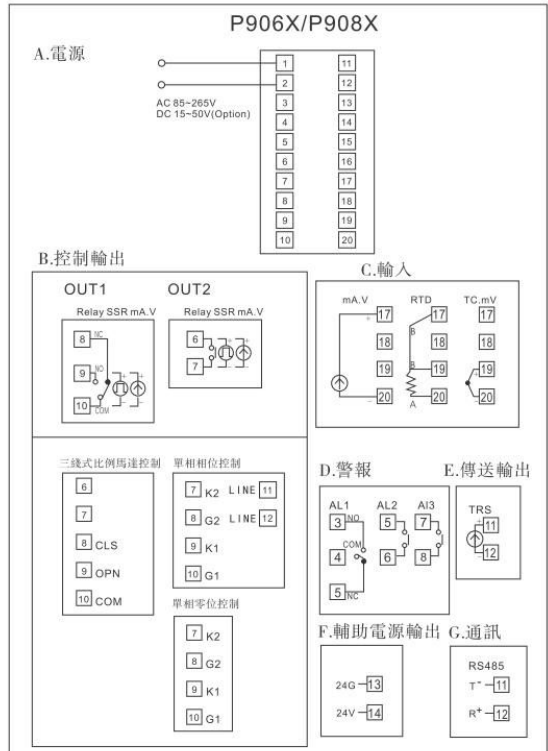 P906X/P908X
A.電源
1 11
2 12
AC 85~265V
DC 15~50V(Option)
3 13
4 14
5 15
6 16
7 17
8 18
9 19
10 20
B.控制輸出
OUT1 OUT2
Relay SSR mA.V Relay SSR mA.V
8 NC
9 NO
10 COM
6
7
C.輸入
mA.V RTD TC.mV
+ 17 17 17
B
18 18 18
19 B 19 19
- 20 A 20 20
三綫式比例馬達控制
6
7
8 CLS
9 OPN
10 COM
單相相位控制
7 K2 LINE 11
8 G2 LINE 12
9 K1
10 G1
單相零位控制
7 K2
8 G2
9 K1
10 G1
D.警報
AL1 AL2 Al3
3 NO 5 7
COM
4 6 8
5 NC
E.傳送輸出
TRS
+ 11
- 12
F.輔助電源輸出
24G 13
24V 14
G.通訊
RS485
T- 11
R+ 12